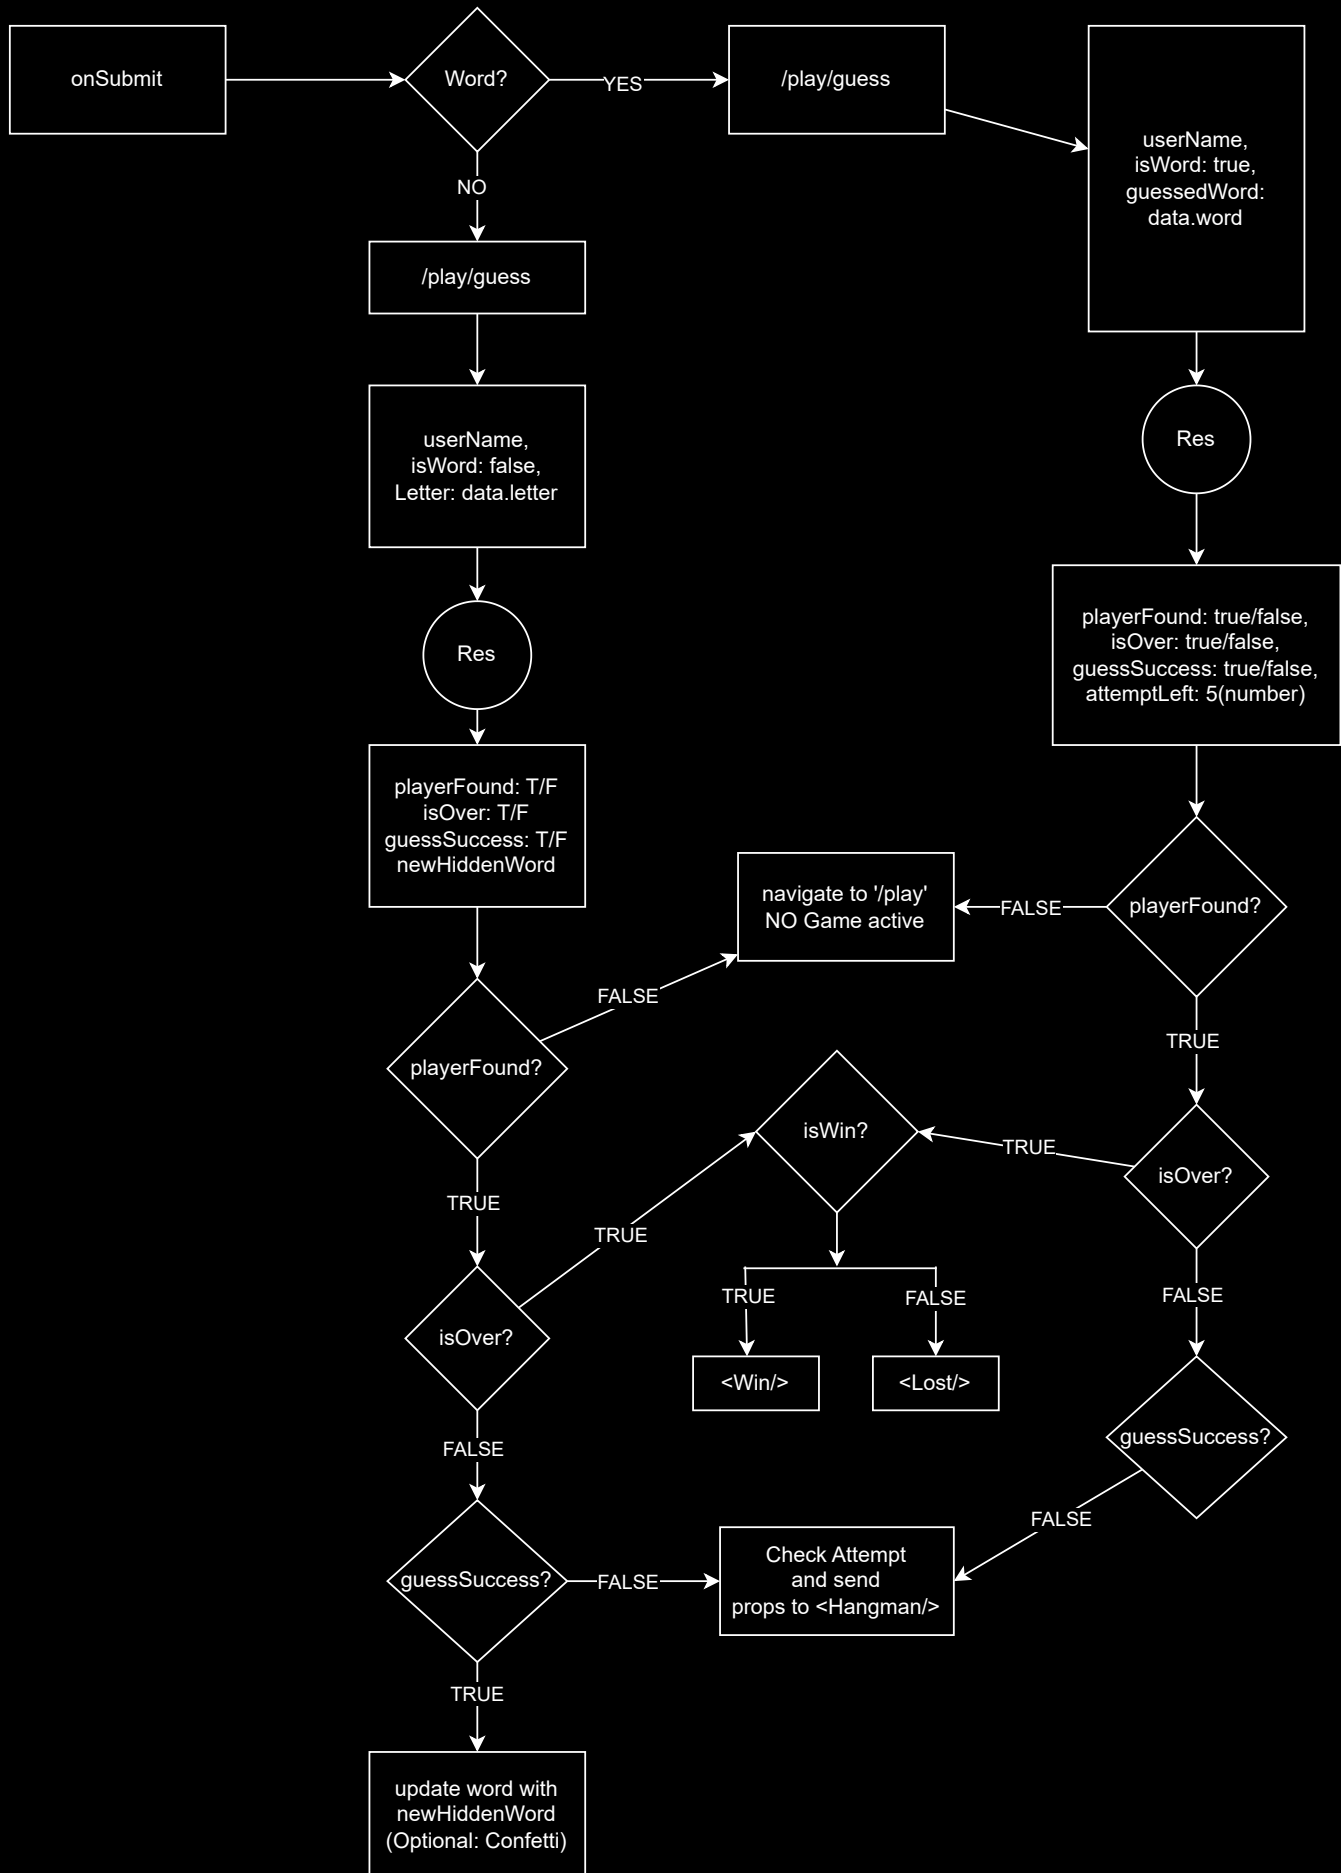 onSubmit
Word?
YES
/play/guess
userName,
isWord: true,
guessedWord:
data.word
NO
/play/guess
userName,
isWord: false,
Letter: data.letter
Res
Res
playerFound: true/false,
isOver: true/false,
guessSuccess: true/false,
attemptLeft: 5(number)
playerFound: T/F
isOver: T/F
guessSuccess: T/F
newHiddenWord
navigate to '/play'
NO Game active
FALSE
playerFound?
FALSE
playerFound?
TRUE
isWin?
TRUE
isOver?
TRUE
TRUE
TRUE
FALSE
FALSE
isOver?
<Win/>
<Lost/>
FALSE
guessSuccess?
FALSE
Check Attempt
and send
props to <Hangman/>
guessSuccess?
FALSE
TRUE
update word with
newHiddenWord
(Optional: Confetti)